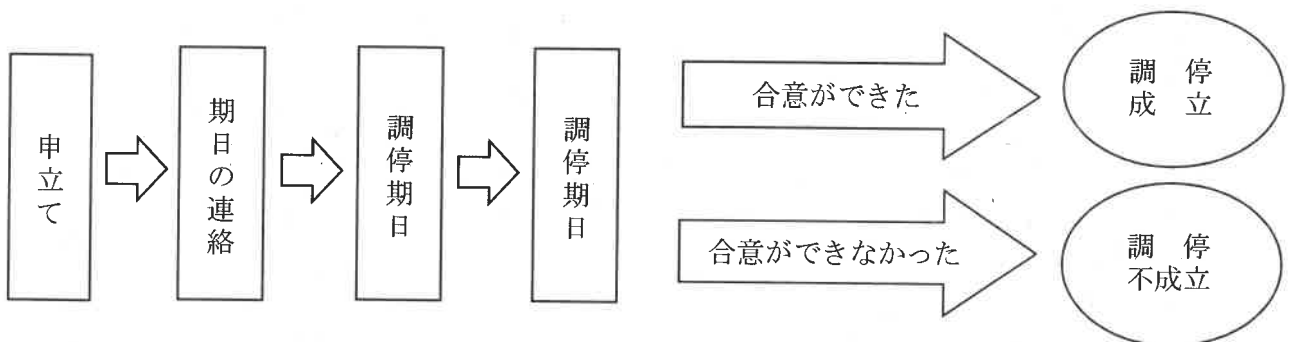 申立て
期日の連絡
調停期日
調停期日
合意ができた
調　停
成　立
合意ができなかった
調　停
不成立